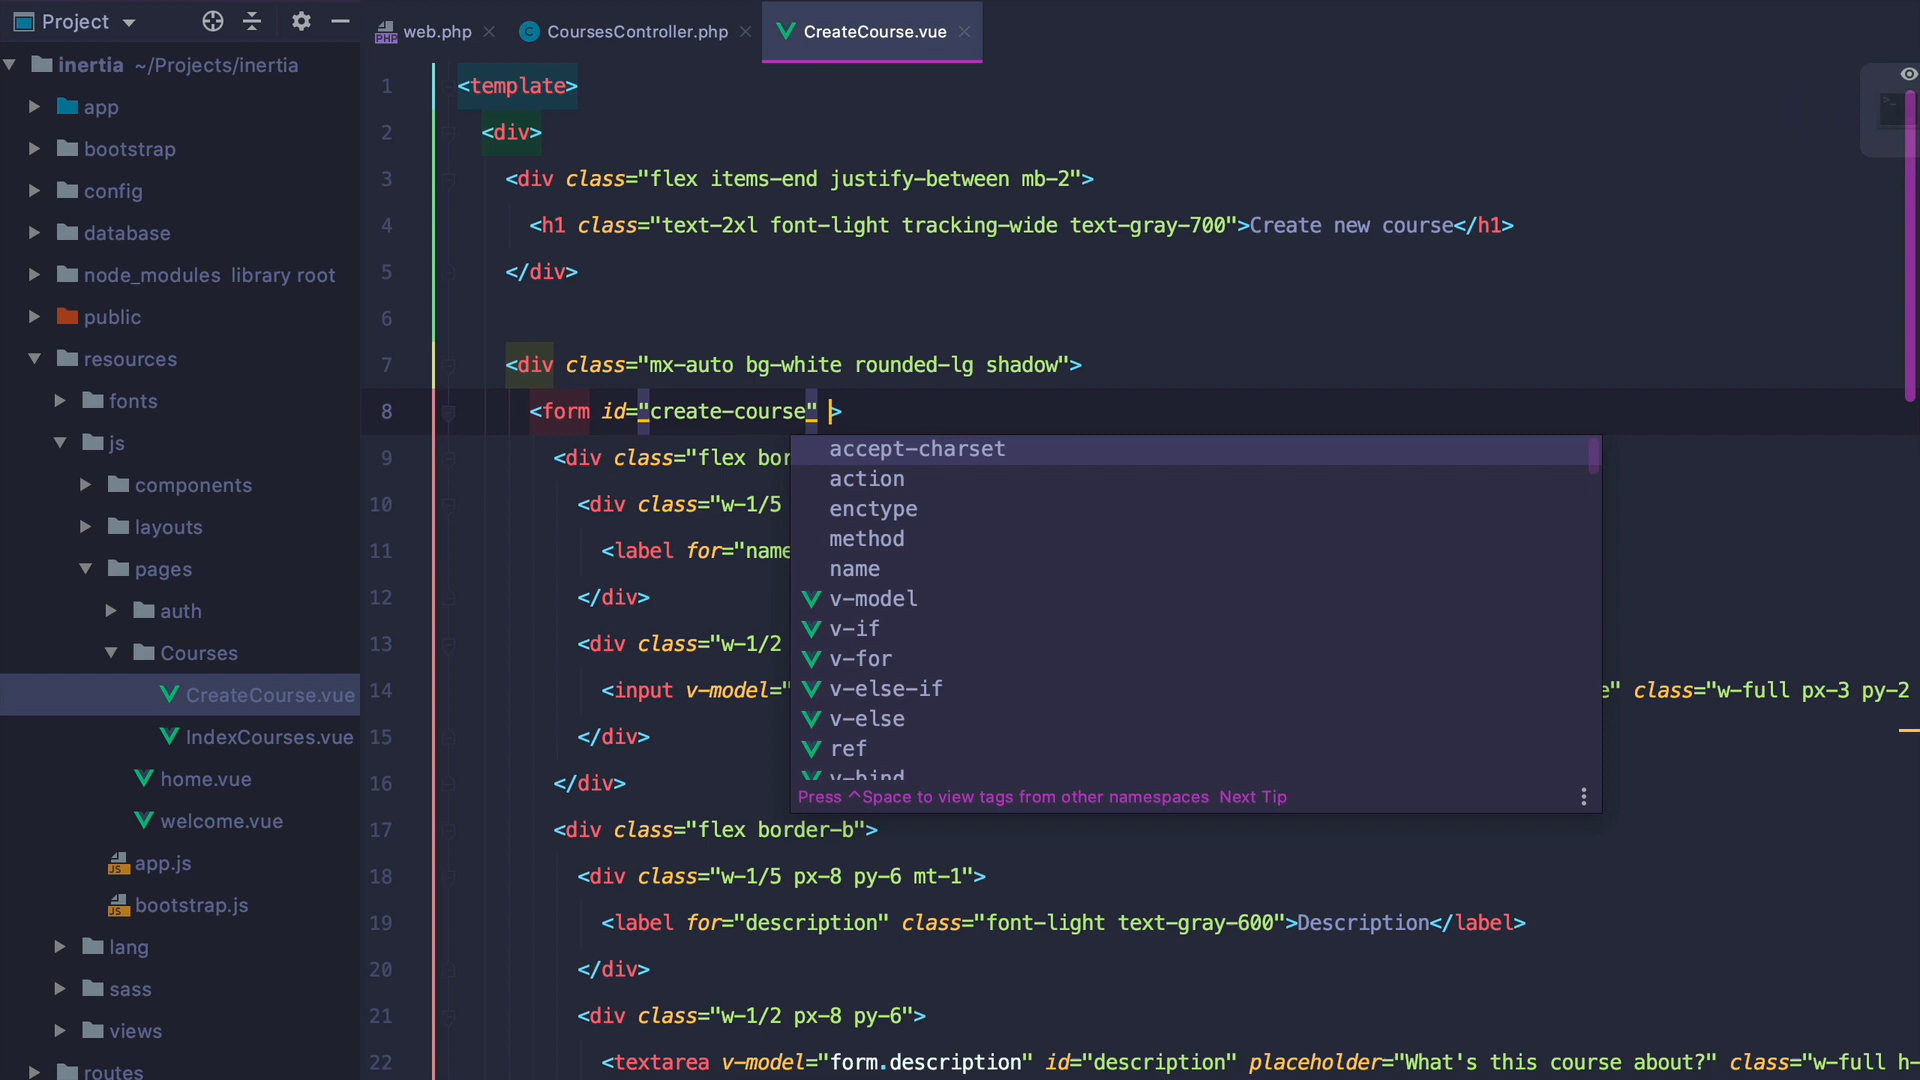 Project
web.php
CoursesController.php
CreateCourse.vue
inertia ~/Projects/inertia
app
bootstrap
config
database
node_modules library root
public
resources
fonts
js
components
layouts
pages
auth
Courses
CreateCourse.vue
IndexCourses.vue
home.vue
welcome.vue
app.js
bootstrap.js
lang
sass
views
routes
1 <template>
2 <div>
3 <div class="flex items-end justify-between mb-2">
4 <h1 class="text-2xl font-light tracking-wide text-gray-700">Create new course</h1>
5 </div>
6
7 <div class="mx-auto bg-white rounded-lg shadow">
8 <form id="create-course" >
9 <div class="flex bor
10 <div class="w-1/5
11 <label for="name
12 </div>
13 <div class="w-1/2
14 <input v-model=" e" class="w-full px-3 py-2
15 </div>
16 </div>
17 <div class="flex border-b">
18 <div class="w-1/5 px-8 py-6 mt-1">
19 <label for="description" class="font-light text-gray-600">Description</label>
20 </div>
21 <div class="w-1/2 px-8 py-6">
22 <textarea v-model="form.description" id="description" placeholder="What's this course about?" class="w-full h-
accept-charset
action
enctype
method
name
v-model
v-if
v-for
v-else-if
v-else
ref
v-bind
Press ^Space to view tags from other namespaces Next Tip